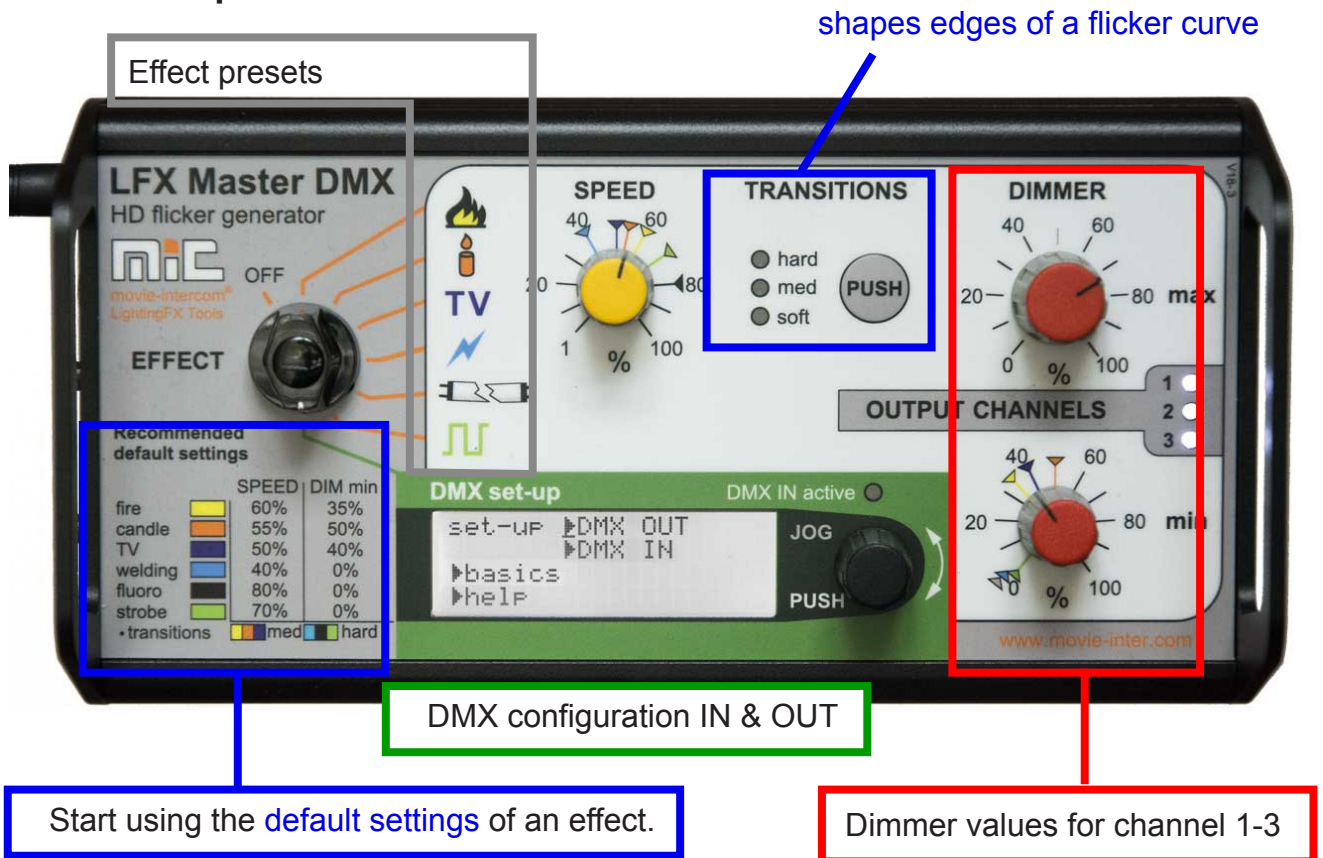 shapes edges of a flicker curve
Effect presets
LFX Master DMX
HD flicker generator
mic
movie-intercom®
LightingFX Tools
OFF
EFFECT
TV
SPEED
1 20 40 60 80 100
%
TRANSITIONS
hard
med
soft
PUSH
DIMMER
0 20 40 60 80 100
%
max
V18-3
OUTPUT CHANNELS
1
2
3
0 20 40 60 80 100
%
min
www.movie-inter.com
Recommended
default settings
SPEED DIM min
fire 60% 35%
candle 55% 50%
TV 50% 40%
welding 40% 0%
fluoro 80% 0%
strobe 70% 0%
• transitions med hard
DMX set-up
DMX IN active
set-up DMX OUT
DMX IN
basics
help
JOG
PUSH
DMX configuration IN & OUT
Start using the default settings of an effect.
Dimmer values for channel 1-3